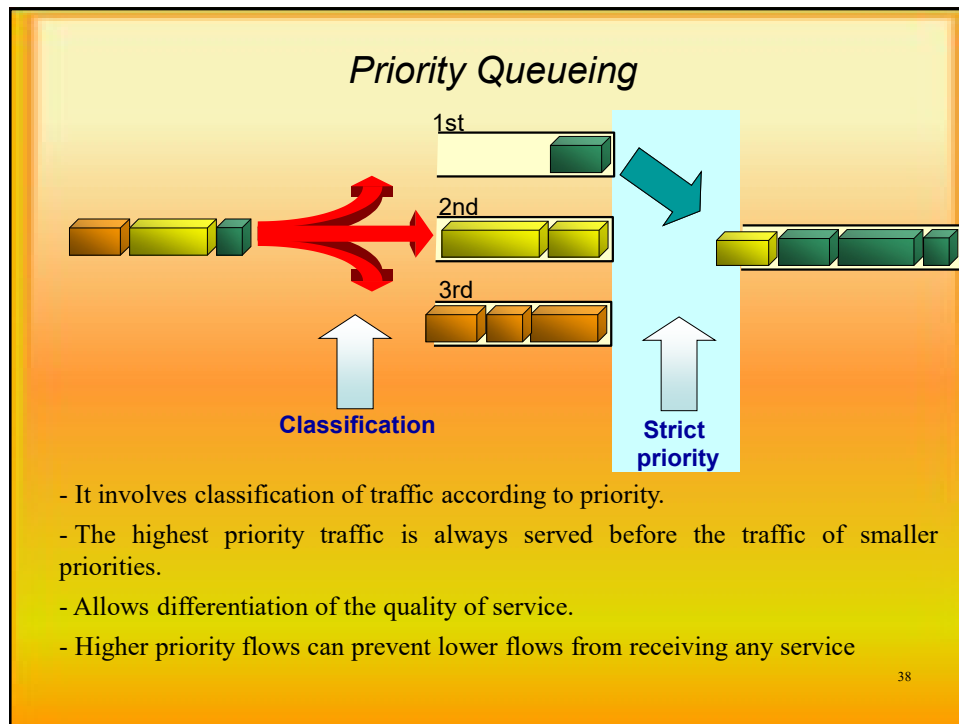 Priority Queueing
1st
2nd
3rd
Classification
Strict
priority
- It involves classification of traffic according to priority.
- The highest priority traffic is always served before the traffic of smaller
priorities.
- Allows differentiation of the quality of service.
- Higher priority flows can prevent lower flows from receiving any service
38